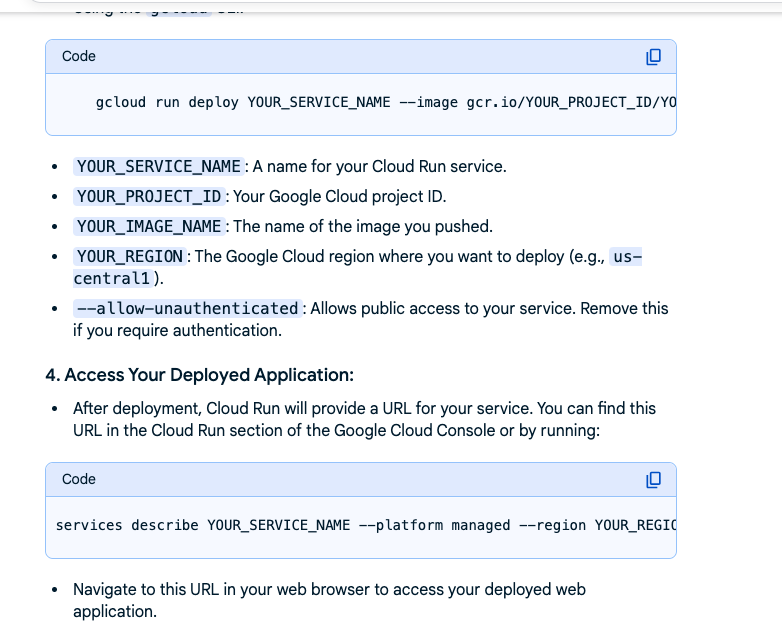 Using the gcloud CLI:
Code
gcloud run deploy YOUR_SERVICE_NAME --image gcr.io/YOUR_PROJECT_ID/YO
• YOUR_SERVICE_NAME: A name for your Cloud Run service.
• YOUR_PROJECT_ID: Your Google Cloud project ID.
• YOUR_IMAGE_NAME: The name of the image you pushed.
• YOUR_REGION: The Google Cloud region where you want to deploy (e.g., us-
central1).
• --allow-unauthenticated: Allows public access to your service. Remove this
if you require authentication.
4. Access Your Deployed Application:
• After deployment, Cloud Run will provide a URL for your service. You can find this
URL in the Cloud Run section of the Google Cloud Console or by running:
Code
services describe YOUR_SERVICE_NAME --platform managed --region YOUR_REGIO
• Navigate to this URL in your web browser to access your deployed web
application.